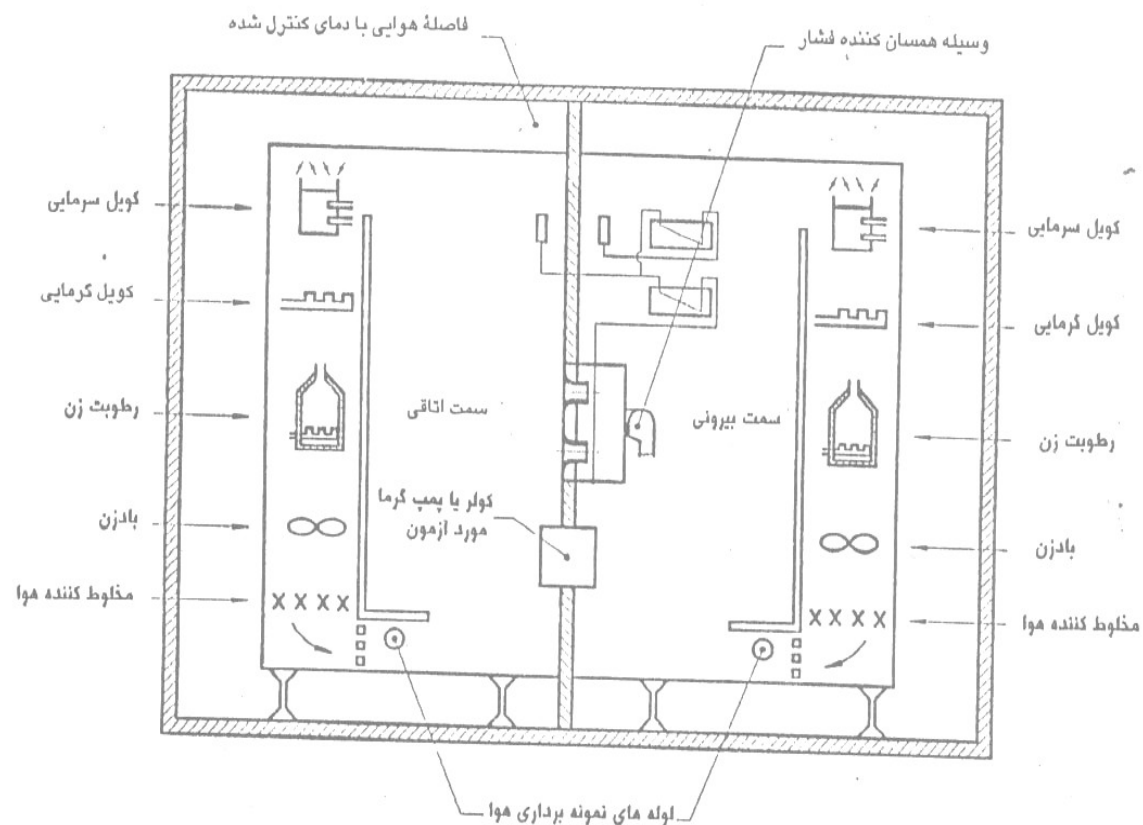 فاصلهٔ هوایی با دمای کنترل شده
وسیله همسان کننده فشار
کویل سرمایی
کویل سرمایی
کویل گرمایی
کویل گرمایی
سمت اتاقی
سمت بیرونی
رطوبت زن
رطوبت زن
کولر یا پمپ گرما
مورد آزمون
بادزن
بادزن
مخلوط کننده هوا
مخلوط کننده هوا
لوله های نمونه برداری هوا